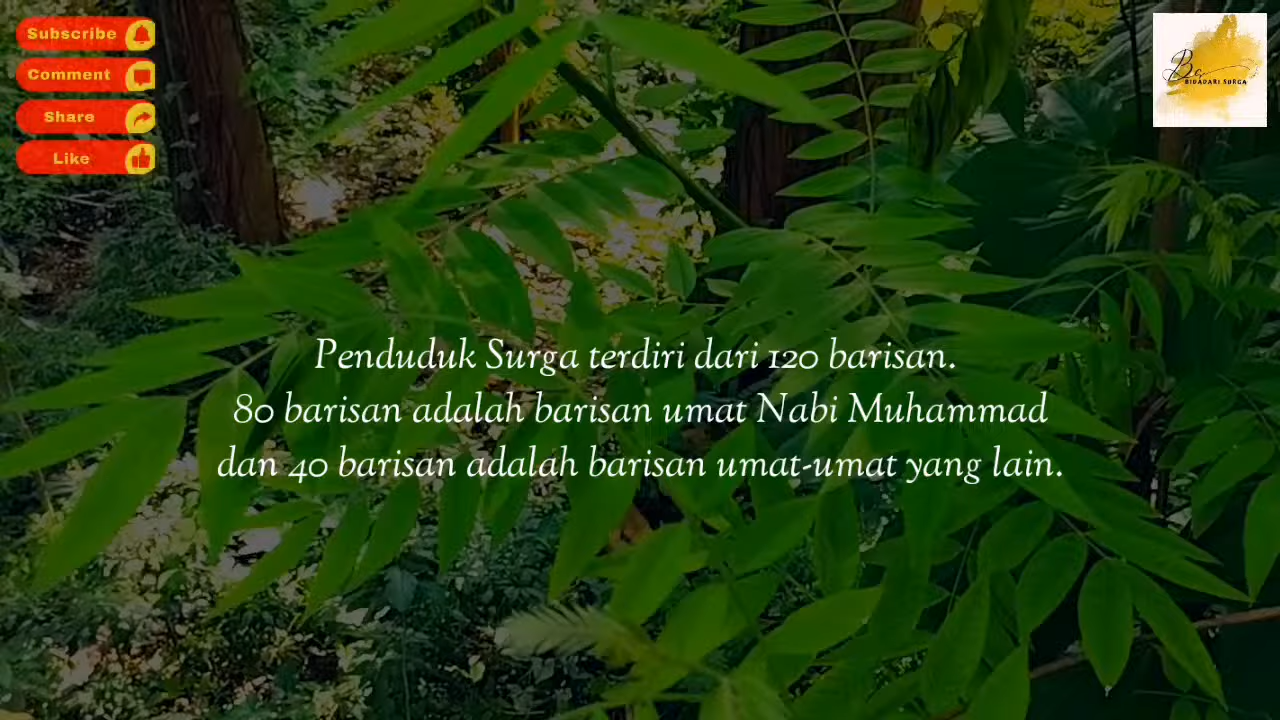 Subscribe
Comment
Share
Like
BIDADARI SURGA
Penduduk Surga terdiri dari 120 barisan.
80 barisan adalah barisan umat Nabi Muhammad
dan 40 barisan adalah barisan umat-umat yang lain.